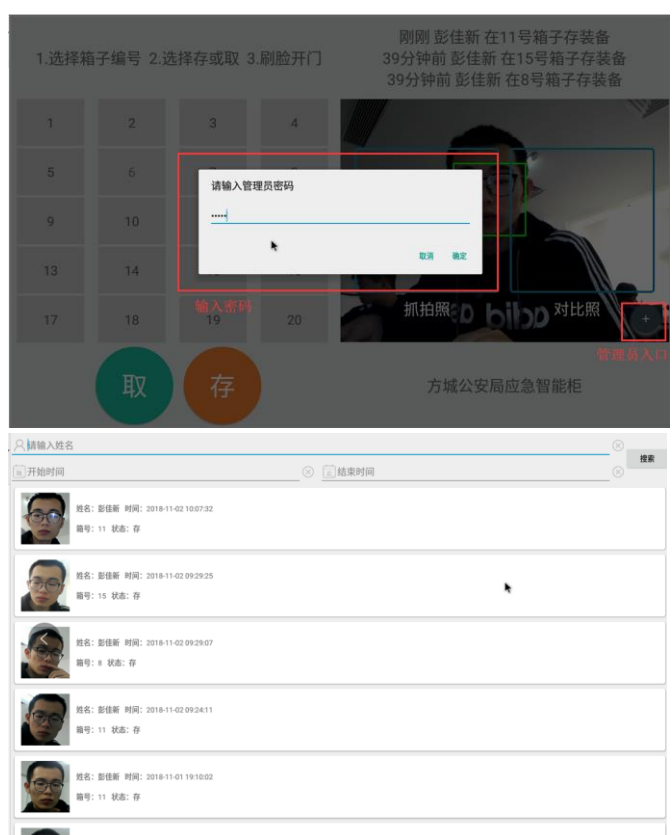 1.选择箱子编号 2.选择存或取 3.刷脸开门
刚刚 彭佳新 在11号箱子存装备
39分钟前 彭佳新 在15号箱子存装备
39分钟前 彭佳新 在8号箱子存装备
1 2 3 4
5 6
9 10
13 14
17 18 19 20
请输入管理员密码
•••••
取消 确定
输入密码
抓拍照 对比照
+
管理员入口
取 存
方城公安局应急智能柜
请输入姓名
搜索
开始时间 结束时间
姓名: 彭佳新 时间: 2018-11-02 10:07:32
箱号: 11 状态: 存
姓名: 彭佳新 时间: 2018-11-02 09:29:25
箱号: 15 状态: 存
姓名: 彭佳新 时间: 2018-11-02 09:29:07
箱号: 8 状态: 存
姓名: 彭佳新 时间: 2018-11-02 09:24:11
箱号: 11 状态: 存
姓名: 彭佳新 时间: 2018-11-01 19:10:02
箱号: 11 状态: 存